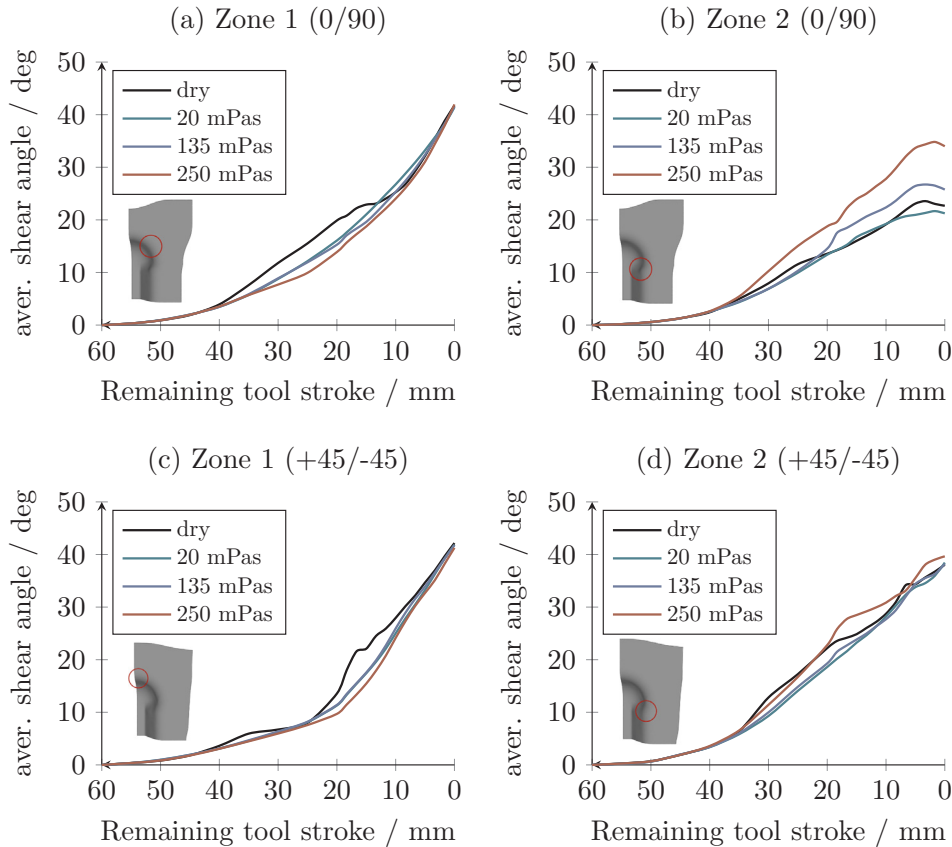 (a) Zone 1 (0/90)
aver. shear angle / deg
50
40
30
20
10
0
dry
20 mPas
135 mPas
250 mPas
60 50 40 30 20 10 0
Remaining tool stroke / mm
(b) Zone 2 (0/90)
aver. shear angle / deg
50
40
30
20
10
0
dry
20 mPas
135 mPas
250 mPas
60 50 40 30 20 10 0
Remaining tool stroke / mm
(c) Zone 1 (+45/-45)
aver. shear angle / deg
50
40
30
20
10
0
dry
20 mPas
135 mPas
250 mPas
60 50 40 30 20 10 0
Remaining tool stroke / mm
(d) Zone 2 (+45/-45)
aver. shear angle / deg
50
40
30
20
10
0
dry
20 mPas
135 mPas
250 mPas
60 50 40 30 20 10 0
Remaining tool stroke / mm